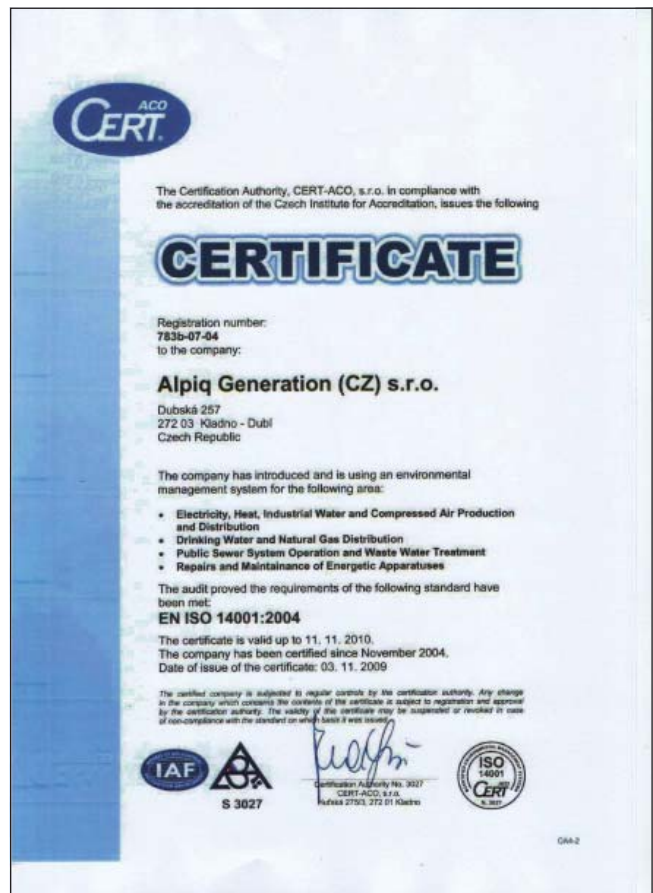 ACO
CERT
The Certification Authority, CERT-ACO, s.r.o. in compliance with
the accreditation of the Czech Institute for Accreditation, issues the following
CERTIFICATE
Registration number:
783b-07-04
to the company:
Alpiq Generation (CZ) s.r.o.
Dubská 257
272 03 Kladno - Dubí
Czech Republic
The company has introduced and is using an environmental
management system for the following area:
• Electricity, Heat, Industrial Water and Compressed Air Production
and Distribution
• Drinking Water and Natural Gas Distribution
• Public Sewer System Operation and Waste Water Treatment
• Repairs and Maintainance of Energetic Apparatuses
The audit proved the requirements of the following standard have
been met:
EN ISO 14001:2004
The certificate is valid up to 11. 11. 2010.
The company has been certified since November 2004.
Date of issue of the certificate: 03. 11. 2009
The certified company is subjected to regular controls by the certification authority. Any change
in the company which concerns the contents of the certificate is subject to registration and approval
by the certification authority. The validity of this certificate may be suspended or revoked in case
of non-compliance with the standard on which basis it was issued.
IAF
S 3027
Certification Authority No. 3027
CERT-ACO, s.r.o.
Huťská 275/3, 272 01 Kladno
ISO
14001
CERT
N. 3027